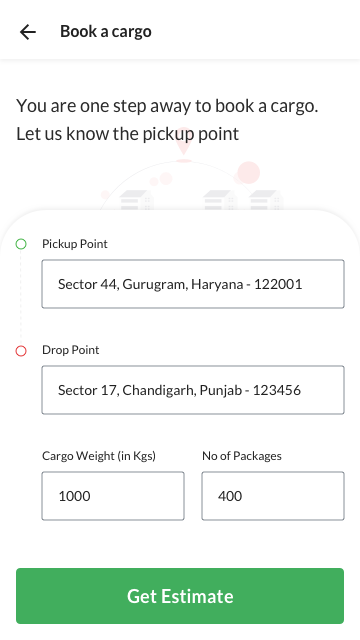 Book a cargo
You are one step away to book a cargo.
Let us know the pickup point
Pickup Point
Sector 44, Gurugram, Haryana - 122001
Drop Point
Sector 17, Chandigarh, Punjab - 123456
Cargo Weight (in Kgs) No of Packages
1000 400
Get Estimate